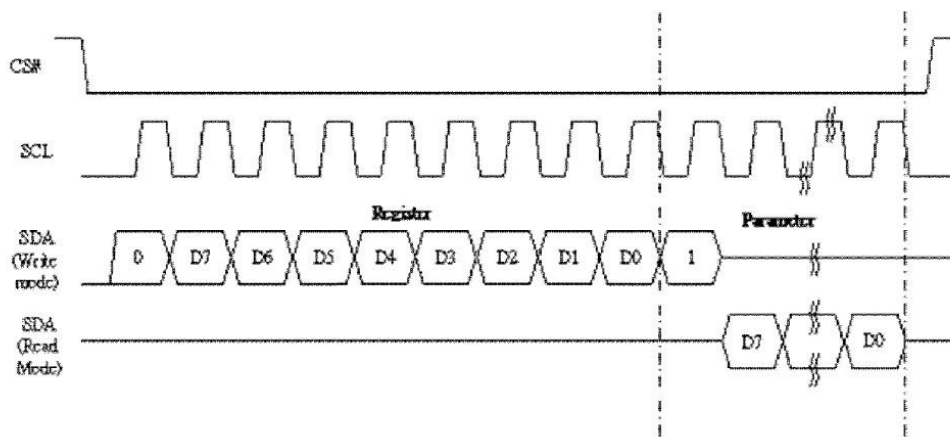 CS#
SCL
Register
Parameter
SDA
(Write
mode)
0 D7 D6 D5 D4 D3 D2 D1 D0 1
SDA
(Read
Mode)
D7 D0